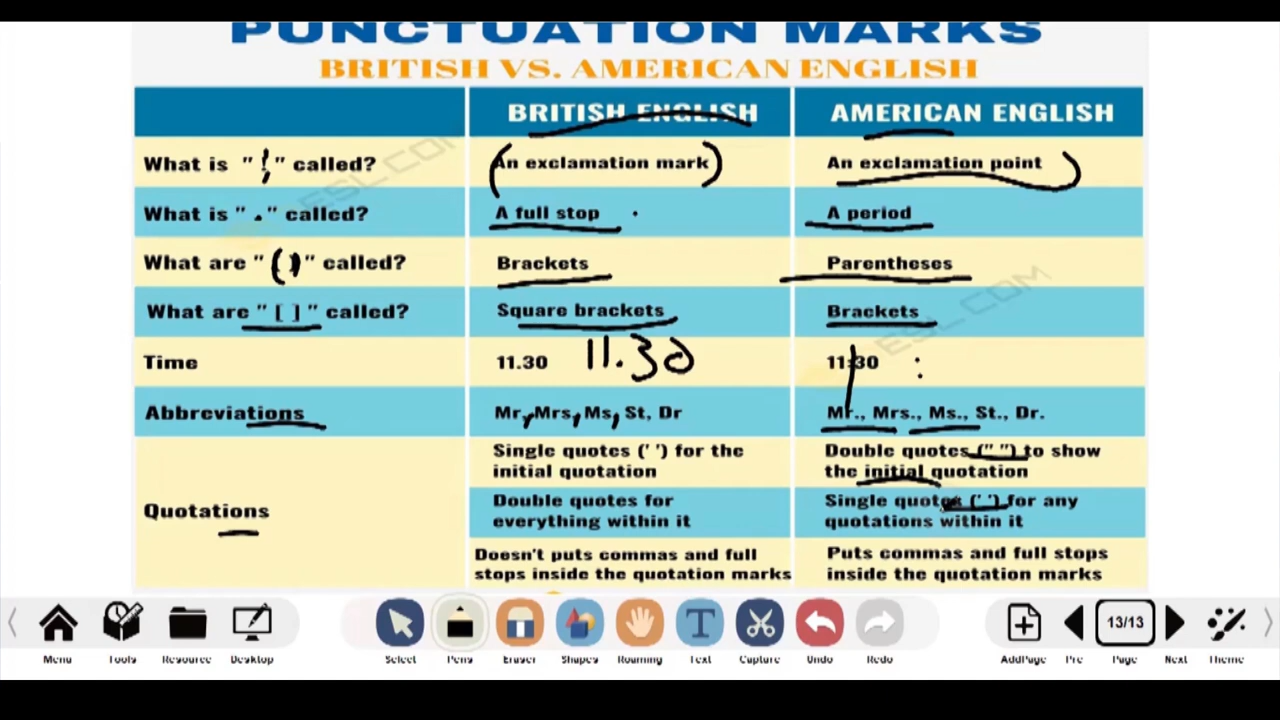 PUNCTUATION MARKS
BRITISH VS. AMERICAN ENGLISH
BRITISH ENGLISH AMERICAN ENGLISH
What is "!" called? An exclamation mark An exclamation point
What is "." called? A full stop A period
What are "( )" called? Brackets Parentheses
What are "[ ]" called? Square brackets Brackets
Time 11.30 11.30 11:30 :
Abbreviations Mr, Mrs, Ms, St, Dr Mr., Mrs., Ms., St., Dr.
Quotations
Single quotes (' ') for the
initial quotation
Double quotes (" ") to show
the initial quotation
Double quotes for
everything within it
Single quotes (' ') for any
quotations within it
Doesn't puts commas and full
stops inside the quotation marks
Puts commas and full stops
inside the quotation marks
ESL.COM
ESL.COM
Menu Tools Resource Desktop Select Pens Eraser Shapes Roaming Text Capture Undo Redo AddPage Pre 13/13 Page Next Theme